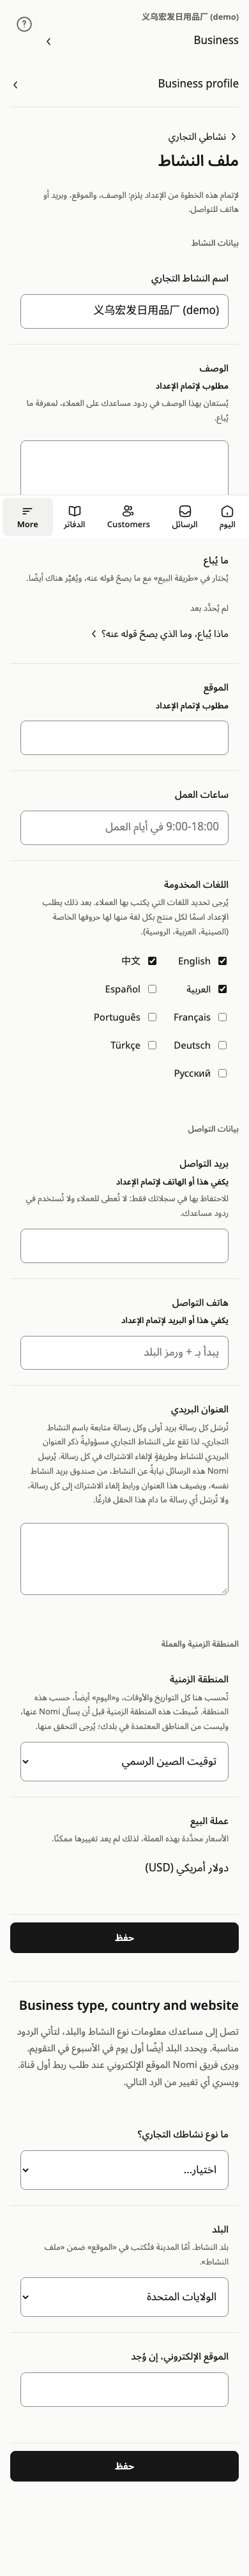 义乌宏发日用品厂 (demo)
Business
Business profile
نشاطي التجاري
ملف النشاط
لإتمام هذه الخطوة من الإعداد يلزم: الوصف، والموقع، وبريد أو
هاتف للتواصل.
بيانات النشاط
اسم النشاط التجاري
义乌宏发日用品厂 (demo)
الوصف
مطلوب لإتمام الإعداد
يُستعان بهذا الوصف في ردود مساعدك على العملاء، لمعرفة ما
يُباع.
اليوم
الرسائل
Customers
الدفاتر
More
ما يُباع
يُختار في «طريقة البيع» مع ما يصحّ قوله عنه، ويُغيَّر هناك أيضًا.
لم يُحدَّد بعد
ماذا يُباع، وما الذي يصحّ قوله عنه؟
الموقع
مطلوب لإتمام الإعداد
ساعات العمل
9:00-18:00 في أيام العمل
اللغات المخدومة
يُرجى تحديد اللغات التي يكتب بها العملاء. بعد ذلك يطلب
الإعداد اسمًا لكل منتج بكل لغة منها لها حروفها الخاصة
(الصينية، العربية، الروسية).
English
中文
العربية
Español
Français
Português
Deutsch
Türkçe
Русский
بيانات التواصل
بريد التواصل
يكفي هذا أو الهاتف لإتمام الإعداد
للاحتفاظ بها في سجلاتك فقط: لا تُعطى للعملاء ولا تُستخدم في
ردود مساعدك.
هاتف التواصل
يكفي هذا أو البريد لإتمام الإعداد
يبدأ بـ + ورمز البلد
العنوان البريدي
تُرسَل كل رسالة بريد أولى وكل رسالة متابعة باسم النشاط
التجاري، لذا تقع على النشاط التجاري مسؤوليةُ ذكر العنوان
البريدي للنشاط وطريقةٍ لإلغاء الاشتراك في كل رسالة. يُرسِل
Nomi هذه الرسائل نيابةً عن النشاط، من صندوق بريد النشاط
نفسه، ويضيف هذا العنوان ورابط إلغاء الاشتراك إلى كل رسالة،
ولا تُرسَل أي رسالة ما دام هذا الحقل فارغًا.
المنطقة الزمنية والعملة
المنطقة الزمنية
تُحسب هنا كل التواريخ والأوقات، و«اليوم» أيضاً، حسب هذه
المنطقة. ضُبطت هذه المنطقة الزمنية قبل أن يسأل Nomi عنها،
وليست من المناطق المعتمدة في بلدك؛ يُرجى التحقق منها.
توقيت الصين الرسمي
عملة البيع
الأسعار محدَّدة بهذه العملة، لذلك لم يعد تغييرها ممكنًا.
دولار أمريكي (USD)
حفظ
Business type, country and website
تصل إلى مساعدك معلومات نوع النشاط والبلد، لتأتي الردود
مناسبة. ويحدد البلد أيضًا أول يوم في الأسبوع في التقويم.
ويرى فريق Nomi الموقع الإلكتروني عند طلب ربط أول قناة.
ويسري أي تغيير من الرد التالي.
ما نوع نشاطك التجاري؟
اختيار...
البلد
بلد النشاط. أمّا المدينة فتُكتب في «الموقع» ضمن «ملف
النشاط».
الولايات المتحدة
الموقع الإلكتروني، إن وُجد
حفظ